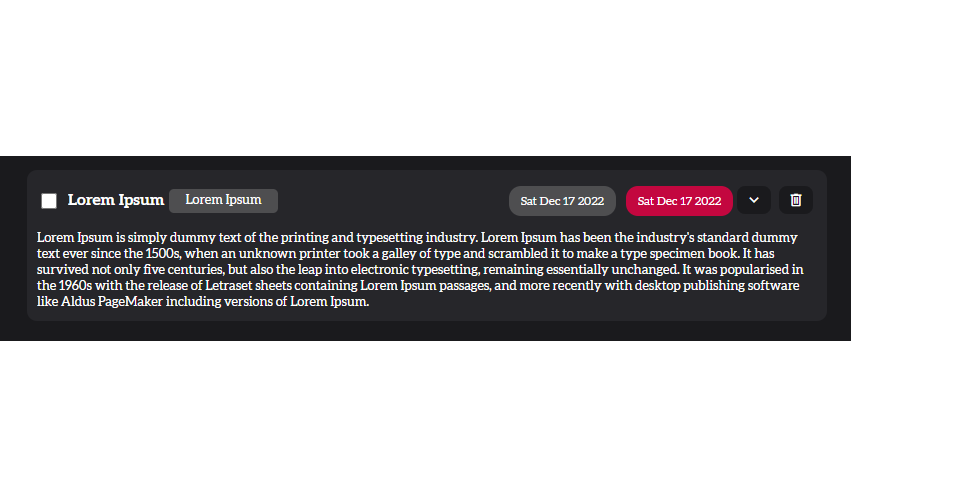 Lorem Ipsum Lorem Ipsum Sat Dec 17 2022 Sat Dec 17 2022
Lorem Ipsum is simply dummy text of the printing and typesetting industry. Lorem Ipsum has been the industry's standard dummy
text ever since the 1500s, when an unknown printer took a galley of type and scrambled it to make a type specimen book. It has
survived not only five centuries, but also the leap into electronic typesetting, remaining essentially unchanged. It was popularised in
the 1960s with the release of Letraset sheets containing Lorem Ipsum passages, and more recently with desktop publishing software
like Aldus PageMaker including versions of Lorem Ipsum.